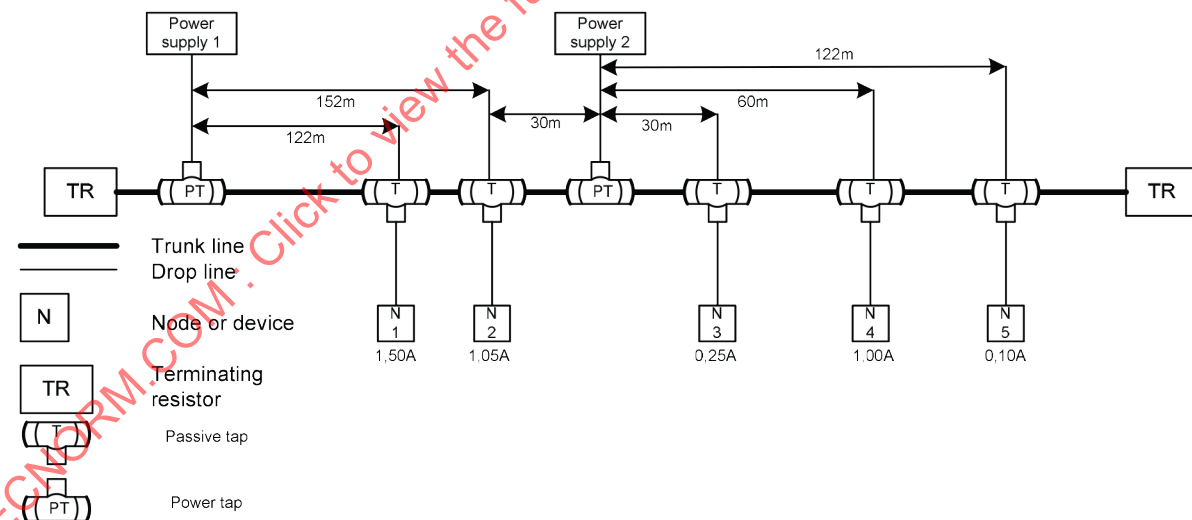 Power
supply 1
Power
supply 2
122m
152m
60m
30m
30m
122m
TR
PT
T
T
PT
T
T
T
TR
Trunk line
Drop line
N
Node or device
N
1
N
2
N
3
N
4
N
5
1,50A
1,05A
0,25A
1,00A
0,10A
TR
Terminating
resistor
T
Passive tap
PT
Power tap
CNORM.COM : Click to view the fu